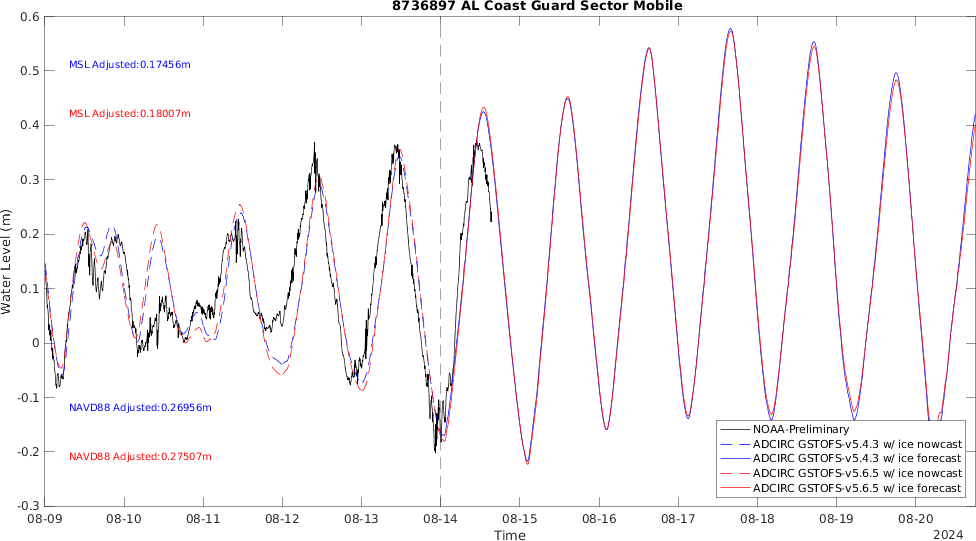 8736897 AL Coast Guard Sector Mobile
0.6
0.5
0.4
0.3
0.2
0.1
0
-0.1
-0.2
-0.3
Water Level (m)
MSL Adjusted:0.17456m
MSL Adjusted:0.18007m
NAVD88 Adjusted:0.26956m
NAVD88 Adjusted:0.27507m
NOAA-Preliminary
ADCIRC GSTOFS-v5.4.3 w/ ice nowcast
ADCIRC GSTOFS-v5.4.3 w/ ice forecast
ADCIRC GSTOFS-v5.6.5 w/ ice nowcast
ADCIRC GSTOFS-v5.6.5 w/ ice forecast
08-09 08-10 08-11 08-12 08-13 08-14 08-15 08-16 08-17 08-18 08-19 08-20
Time
2024